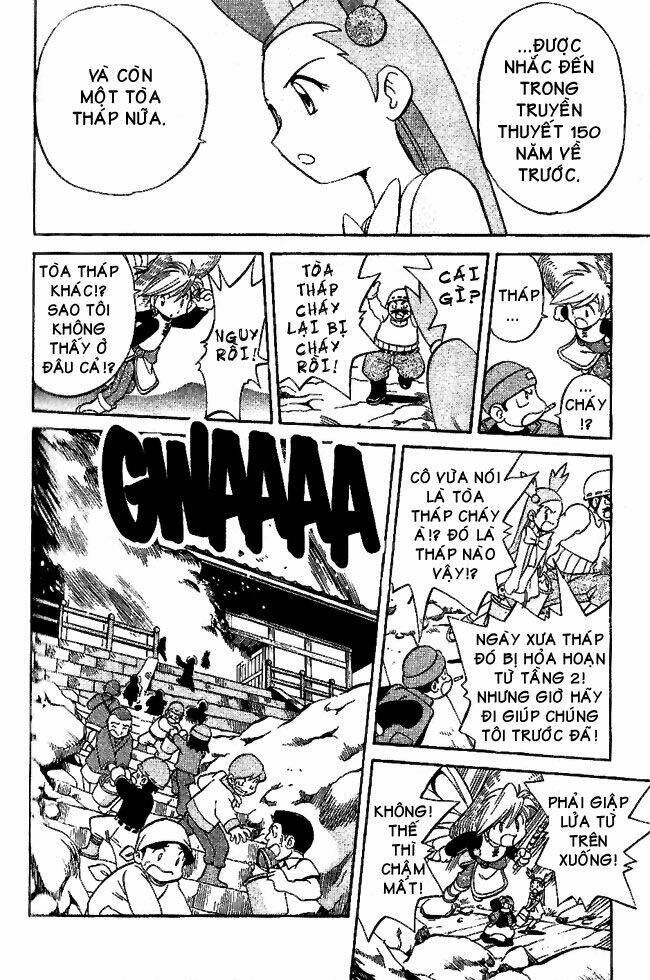 ...ĐƯỢC
NHẮC ĐẾN
TRONG
TRUYỀN
THUYẾT 150
NĂM VỀ
TRƯỚC.
VÀ CÒN
MỘT TÒA
THÁP NỮA.
THÁP
...
...
CHÁY
!?
CÁI
GÌ?
TÒA
THÁP
CHÁY
LẠI BỊ
CHÁY
RỒI!
NGUY
RỒI!
TÒA THÁP
KHÁC!?
SAO TÔI
KHÔNG
THẤY Ở
ĐÂU CẢ!?
CÔ VỪA NÓI
LÀ TÒA
THÁP CHÁY
Á!? ĐÓ LÀ
THÁP NÀO
VẬY!?
NGÀY XƯA THÁP
ĐÓ BỊ HỎA HOẠN
TỪ TẦNG 2!
NHƯNG GIỜ HÃY
ĐI GIÚP CHÚNG
TÔI TRƯỚC ĐÃ!
GWAAAA
PHẢI GIẬP
LỬA TỪ
TRÊN
XUỐNG!
KHÔNG!
THẾ
THÌ
CHẬM
MẤT!